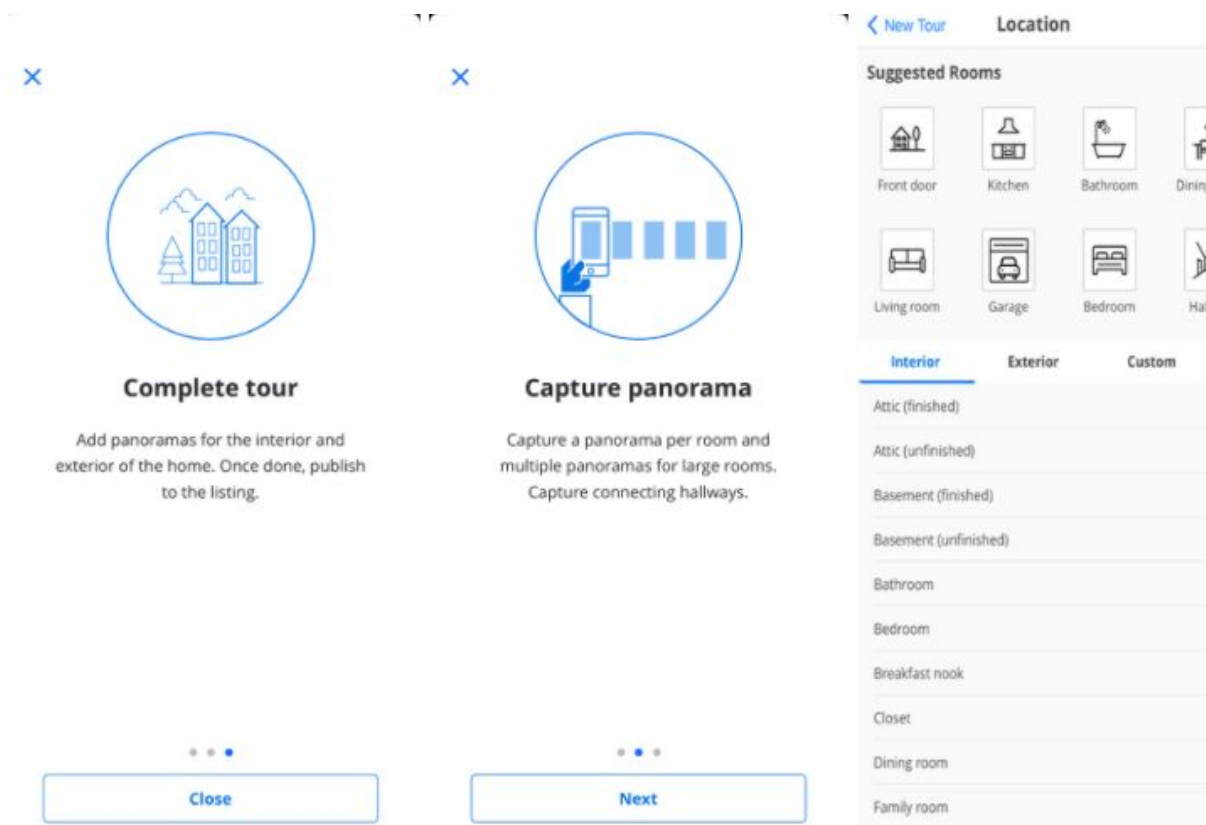 Complete tour
Add panoramas for the interior and
exterior of the home. Once done, publish
to the listing.
Close
Capture panorama
Capture a panorama per room and
multiple panoramas for large rooms.
Capture connecting hallways.
Next
New Tour Location
Suggested Rooms
Front door Kitchen Bathroom
Living room Garage Bedroom
Interior Exterior Custom
Attic (finished)
Attic (unfinished)
Basement (finished)
Basement (unfinished)
Bathroom
Bedroom
Breakfast nook
Closet
Dining room
Family room